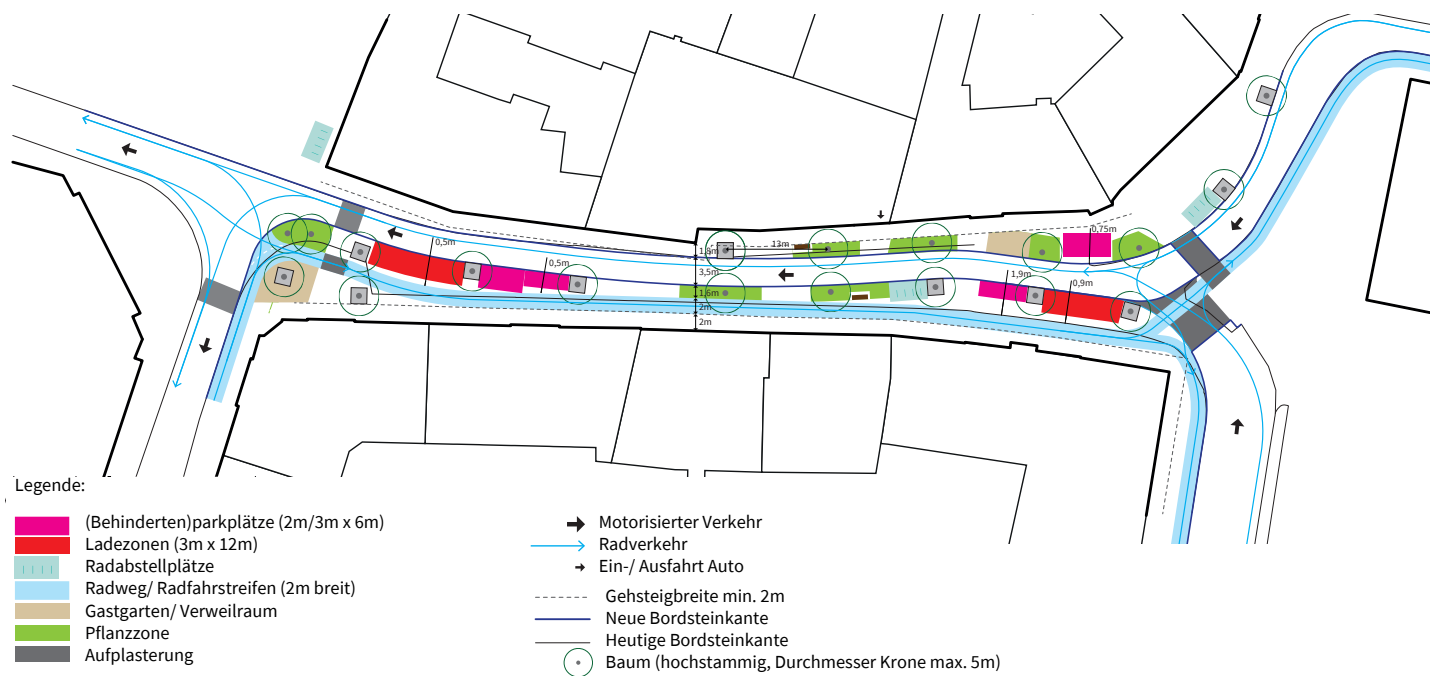 0,5m
0,5m
1,8m
13m
3,5m
1,6m
2m
2m
1,9m
0,9m
0,75m
Legende:
(Behinderten)parkplätze (2m/3m x 6m)
Ladezonen (3m x 12m)
Radabstellplätze
Radweg/ Radfahrstreifen (2m breit)
Gastgarten/ Verweilraum
Pflanzzone
Aufplasterung
Motorisierter Verkehr
Radverkehr
Ein-/ Ausfahrt Auto
Gehsteigbreite min. 2m
Neue Bordsteinkante
Heutige Bordsteinkante
Baum (hochstammig, Durchmesser Krone max. 5m)